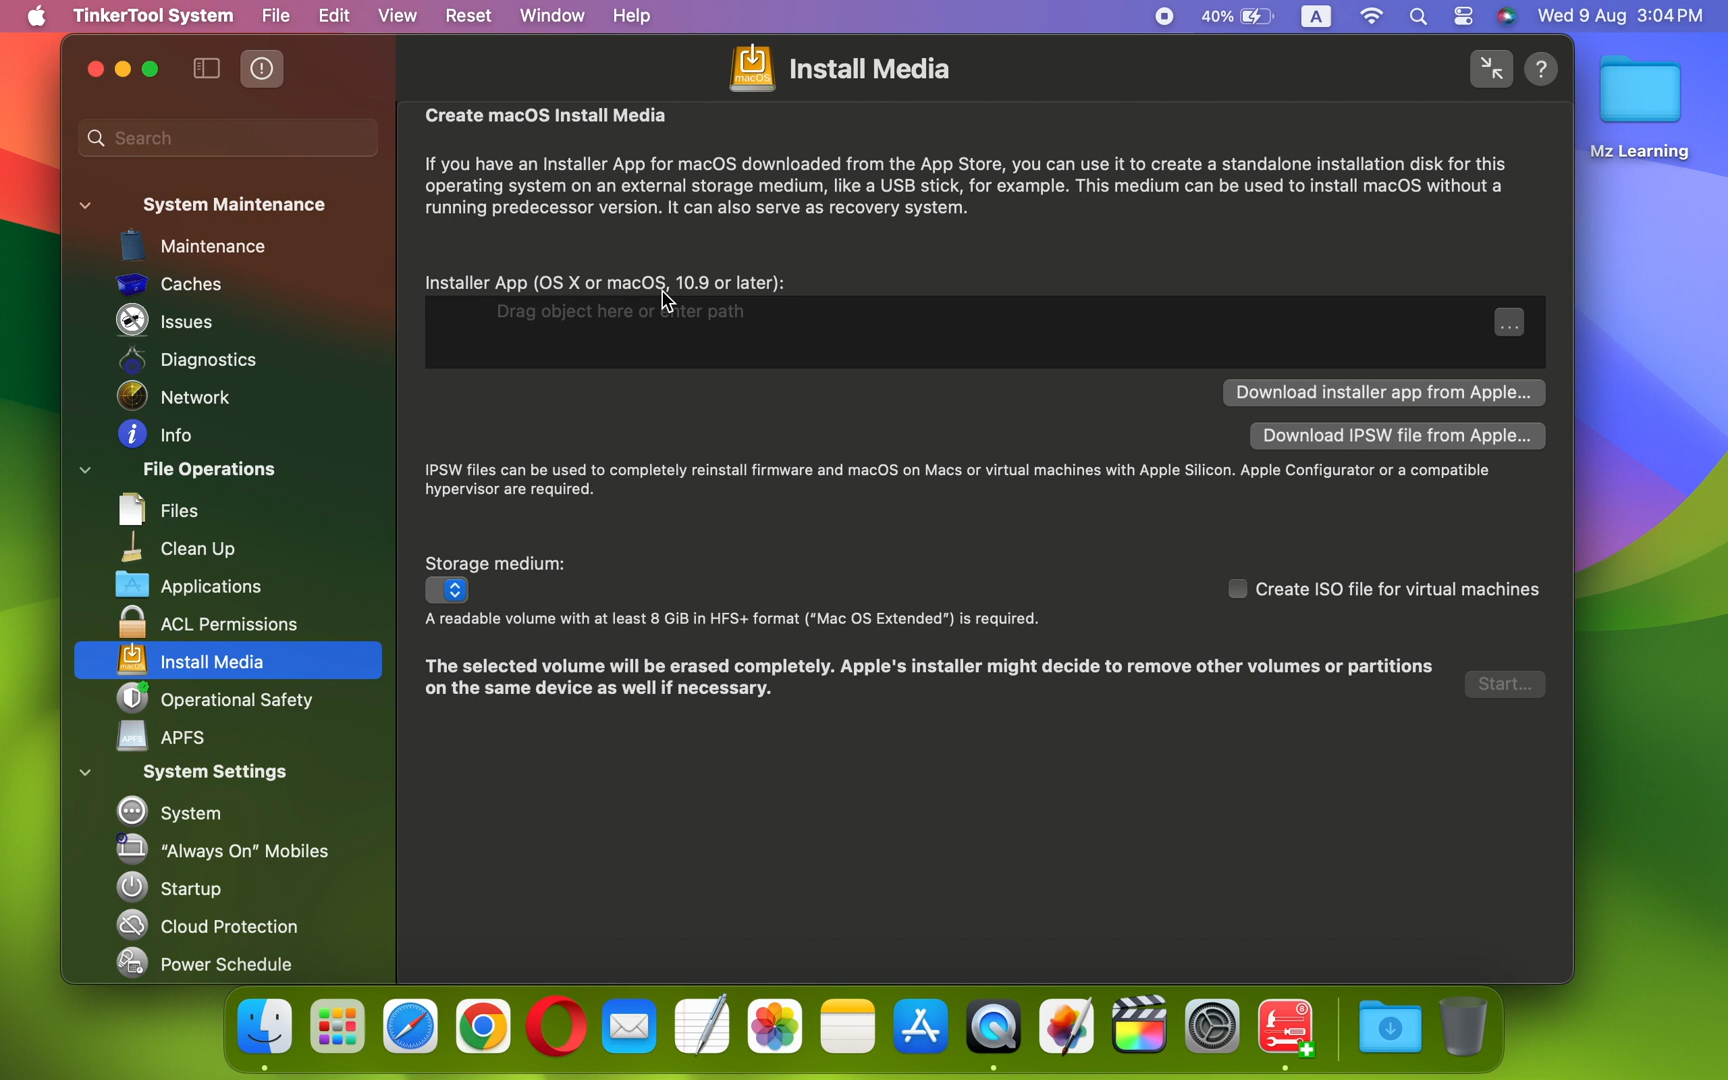 TinkerTool System File Edit View Reset Window Help 40% A Wed 9 Aug 3:04 PM
Install Media
?
Search
System Maintenance
Maintenance
Caches
Issues
Diagnostics
Network
Info
File Operations
Files
Clean Up
Applications
ACL Permissions
Install Media
Operational Safety
APFS
System Settings
System
“Always On” Mobiles
Startup
Cloud Protection
Power Schedule
Create macOS Install Media
If you have an Installer App for macOS downloaded from the App Store, you can use it to create a standalone installation disk for this
operating system on an external storage medium, like a USB stick, for example. This medium can be used to install macOS without a
running predecessor version. It can also serve as recovery system.
Installer App (OS X or macOS, 10.9 or later):
Drag object here or enter path
...
Download installer app from Apple...
Download IPSW file from Apple...
IPSW files can be used to completely reinstall firmware and macOS on Macs or virtual machines with Apple Silicon. Apple Configurator or a compatible
hypervisor are required.
Storage medium:
Create ISO file for virtual machines
A readable volume with at least 8 GiB in HFS+ format (“Mac OS Extended”) is required.
The selected volume will be erased completely. Apple's installer might decide to remove other volumes or partitions
on the same device as well if necessary.
Start...
Mz Learning